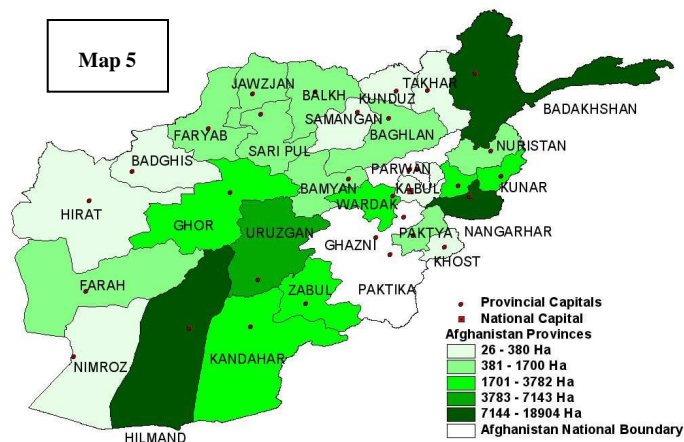 Map 5
JAWZJAN
BALKH
KUNDUZ
TAKHAR
BADAKHSHAN
SAMANGAN
FARYAB
BAGHLAN
SARI PUL
NURISTAN
BADGHIS
PARWAN
BAMYAN
KABUL
KUNAR
WARDAK
HIRAT
GHOR
URUZGAN
NANGARHAR
GHAZNI
PAKTYA
KHOST
FARAH
ZABUL
PAKTIKA
NIMROZ
KANDAHAR
HILMAND
Provincial Capitals
National Capital
Afghanistan Provinces
26 - 380 Ha
381 - 1700 Ha
1701 - 3782 Ha
3783 - 7143 Ha
7144 - 18904 Ha
Afghanistan National Boundary